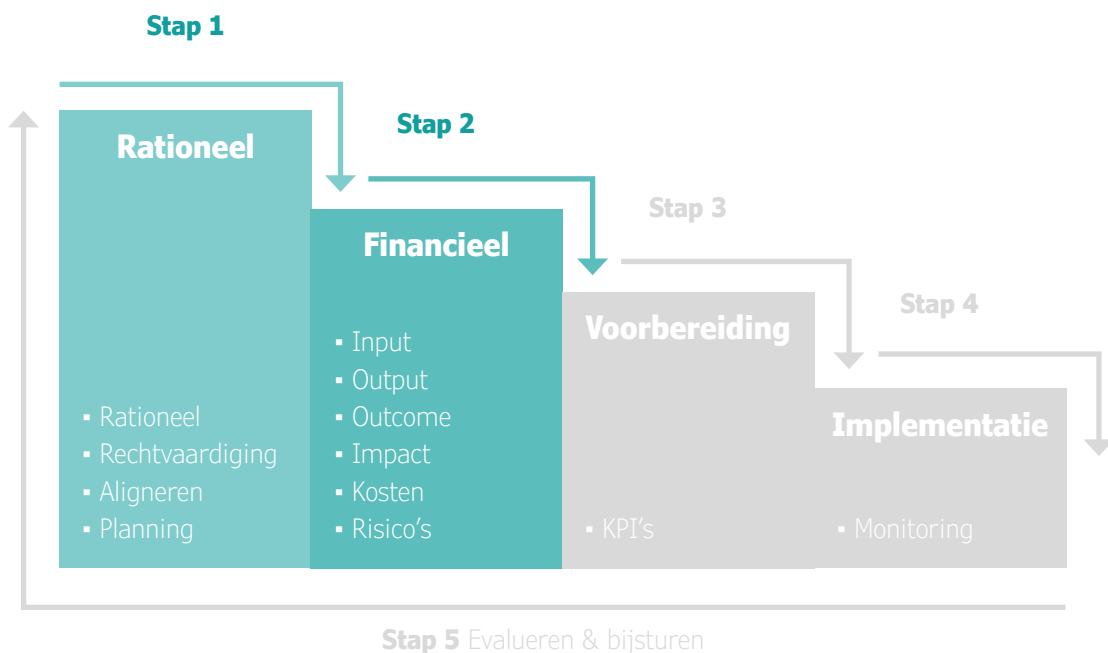 Stap 1
Rationeel
▪ Rationeel
▪ Rechtvaardiging
▪ Aligneren
▪ Planning
Stap 2
Financieel
▪ Input
▪ Output
▪ Outcome
▪ Impact
▪ Kosten
▪ Risico’s
Stap 3
Voorbereiding
▪ KPI’s
Stap 4
Implementatie
▪ Monitoring
Stap 5 Evalueren & bijsturen